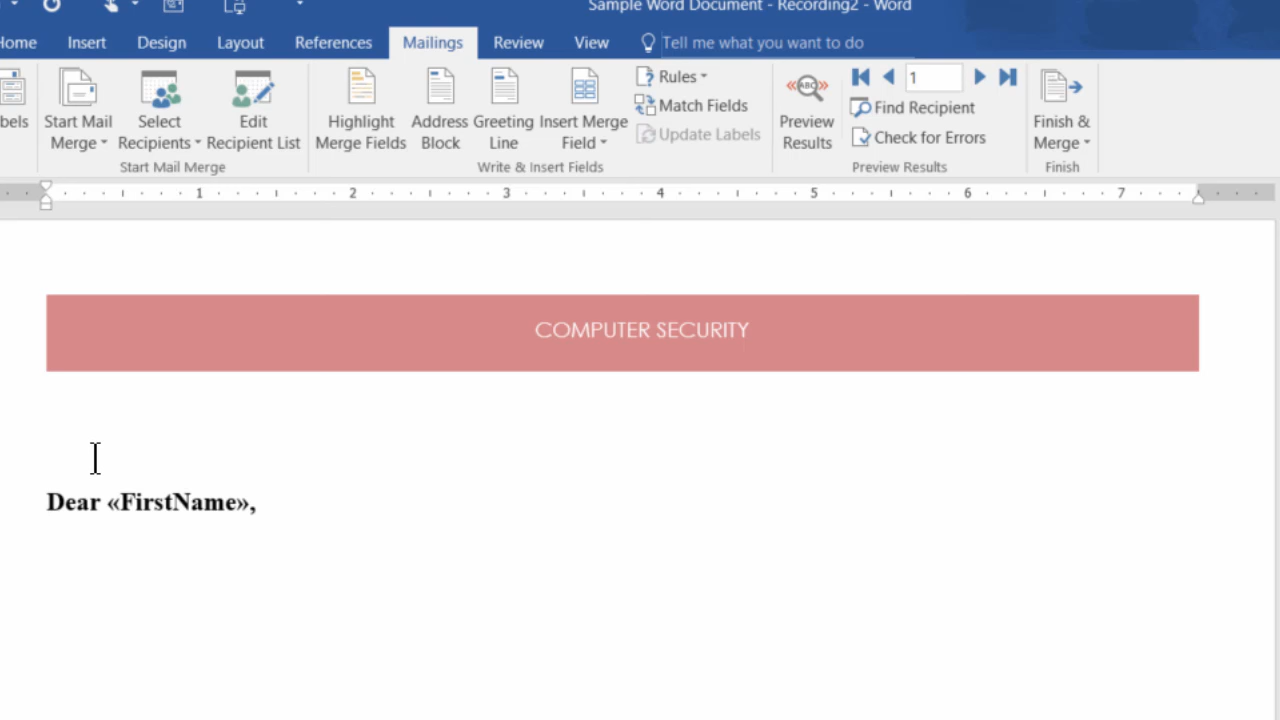 Sample Word Document - Recording2 - Word
Home Insert Design Layout References Mailings Review View Tell me what you want to do
Start Mail Merge
Select Recipients
Edit Recipient List
Start Mail Merge
Highlight Merge Fields
Address Block
Greeting Line
Insert Merge Field
Rules
Match Fields
Update Labels
Write & Insert Fields
«ABC»
Preview Results
1
Find Recipient
Check for Errors
Preview Results
Finish & Merge
Finish
1 2 3 4 5 6 7
COMPUTER SECURITY
Dear «FirstName»,